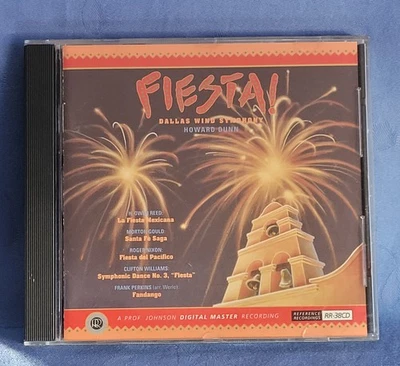 FIESTA!
DALLAS WIND SYMPHONY
HOWARD DUNN
H. OWEN REED
La Fiesta Mexicana
MORTON GOULD
Santa Fé Saga
ROGER NIXON
Fiesta del Pacifico
CLIFTON WILLIAMS
Symphonic Dance No. 3, "Fiesta"
FRANK PERKINS (arr. Werle)
Fandango
RR
A PROF. JOHNSON DIGITAL MASTER RECORDING
REFERENCE
RECORDINGS
RR-38CD